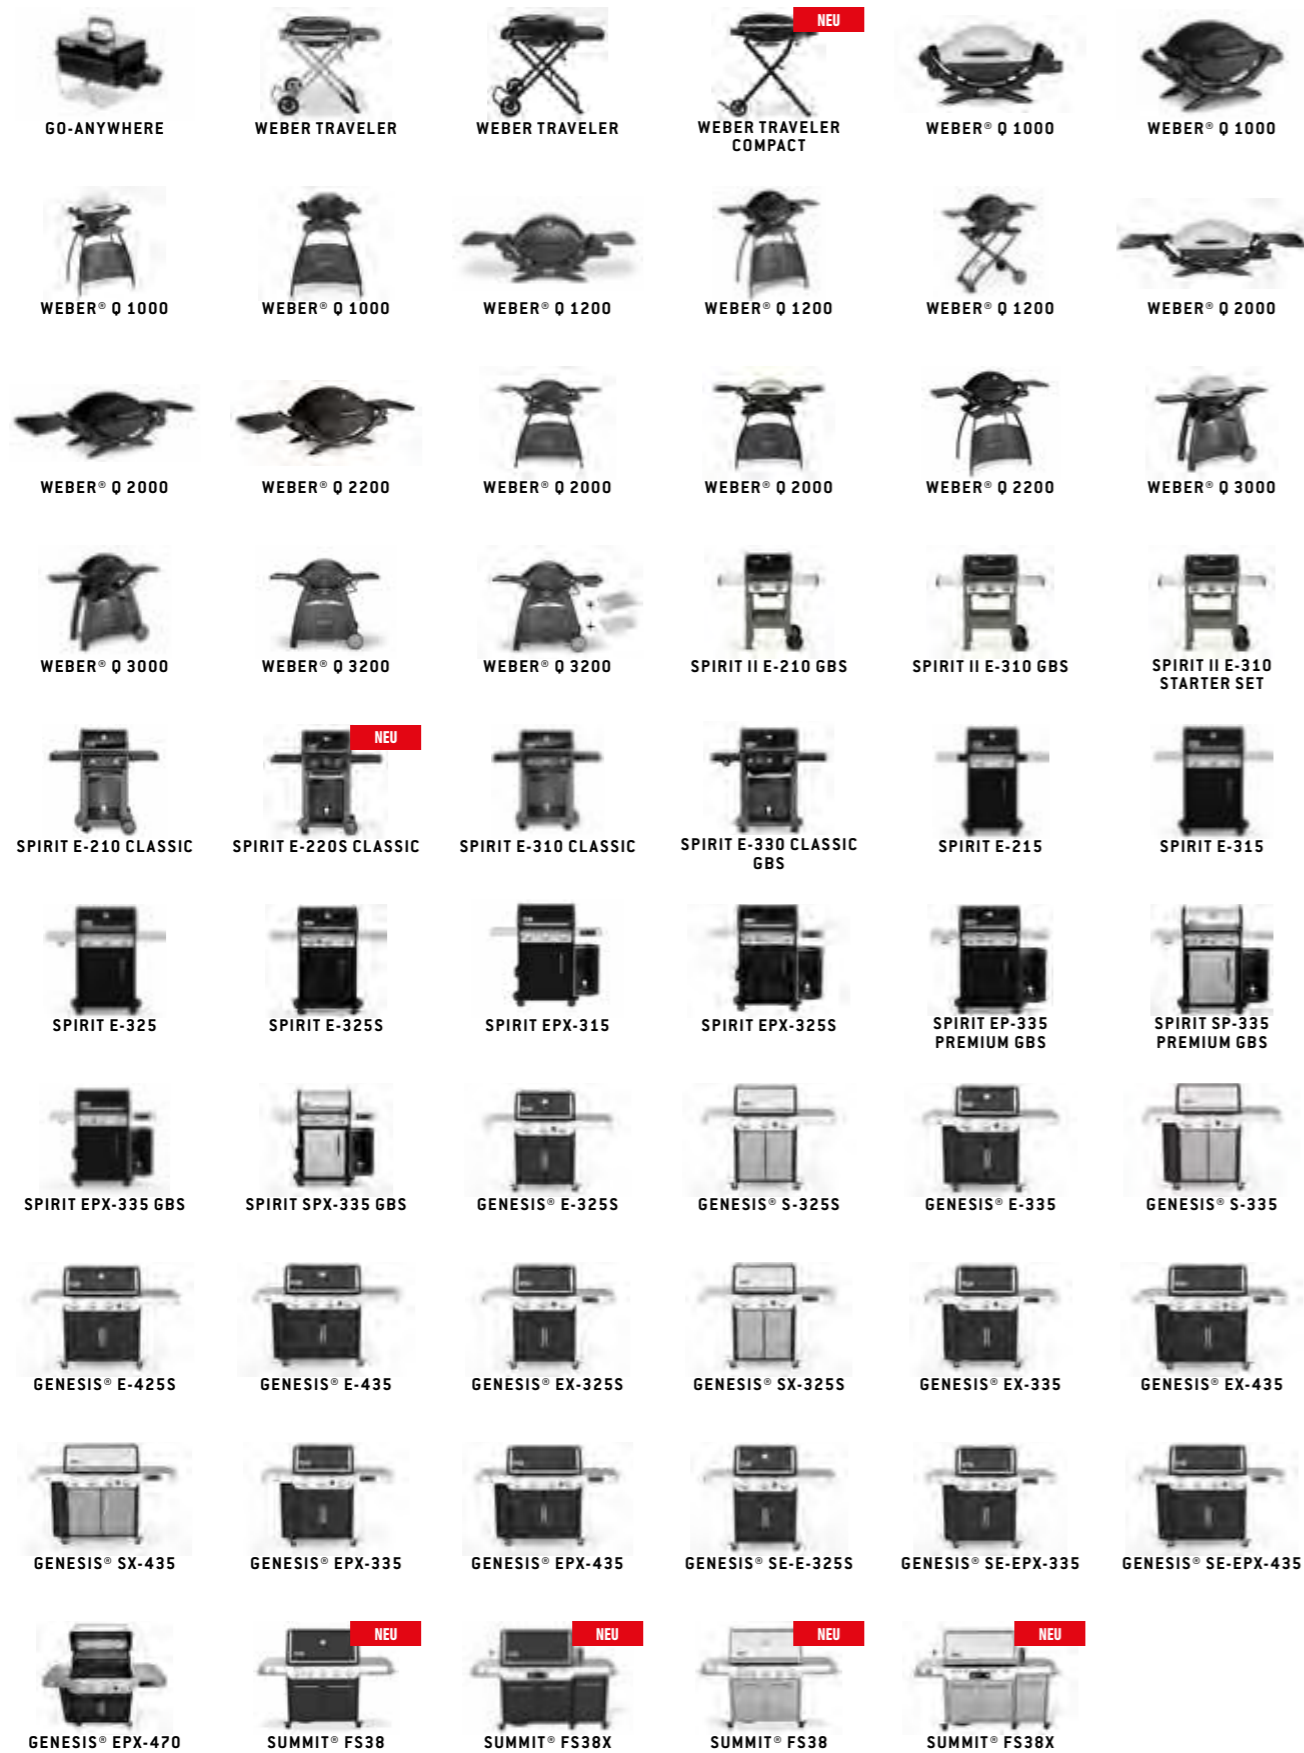 NEU
GO-ANYWHERE
WEBER TRAVELER
WEBER TRAVELER
WEBER TRAVELER
COMPACT
WEBER® Q 1000
WEBER® Q 1000
WEBER® Q 1000
WEBER® Q 1000
WEBER® Q 1200
WEBER® Q 1200
WEBER® Q 1200
WEBER® Q 2000
WEBER® Q 2000
WEBER® Q 2200
WEBER® Q 2000
WEBER® Q 2000
WEBER® Q 2200
WEBER® Q 3000
+
+
WEBER® Q 3000
WEBER® Q 3200
WEBER® Q 3200
SPIRIT II E-210 GBS
SPIRIT II E-310 GBS
SPIRIT II E-310
STARTER SET
NEU
SPIRIT E-210 CLASSIC
SPIRIT E-220S CLASSIC
SPIRIT E-310 CLASSIC
SPIRIT E-330 CLASSIC
GBS
SPIRIT E-215
SPIRIT E-315
SPIRIT E-325
SPIRIT E-325S
SPIRIT EPX-315
SPIRIT EPX-325S
SPIRIT EP-335
PREMIUM GBS
SPIRIT SP-335
PREMIUM GBS
SPIRIT EPX-335 GBS
SPIRIT SPX-335 GBS
GENESIS® E-325S
GENESIS® S-325S
GENESIS® E-335
GENESIS® S-335
GENESIS® E-425S
GENESIS® E-435
GENESIS® EX-325S
GENESIS® SX-325S
GENESIS® EX-335
GENESIS® EX-435
GENESIS® SX-435
GENESIS® EPX-335
GENESIS® EPX-435
GENESIS® SE-E-325S
GENESIS® SE-EPX-335
GENESIS® SE-EPX-435
NEU
NEU
NEU
NEU
GENESIS® EPX-470
SUMMIT® FS38
SUMMIT® FS38X
SUMMIT® FS38
SUMMIT® FS38X